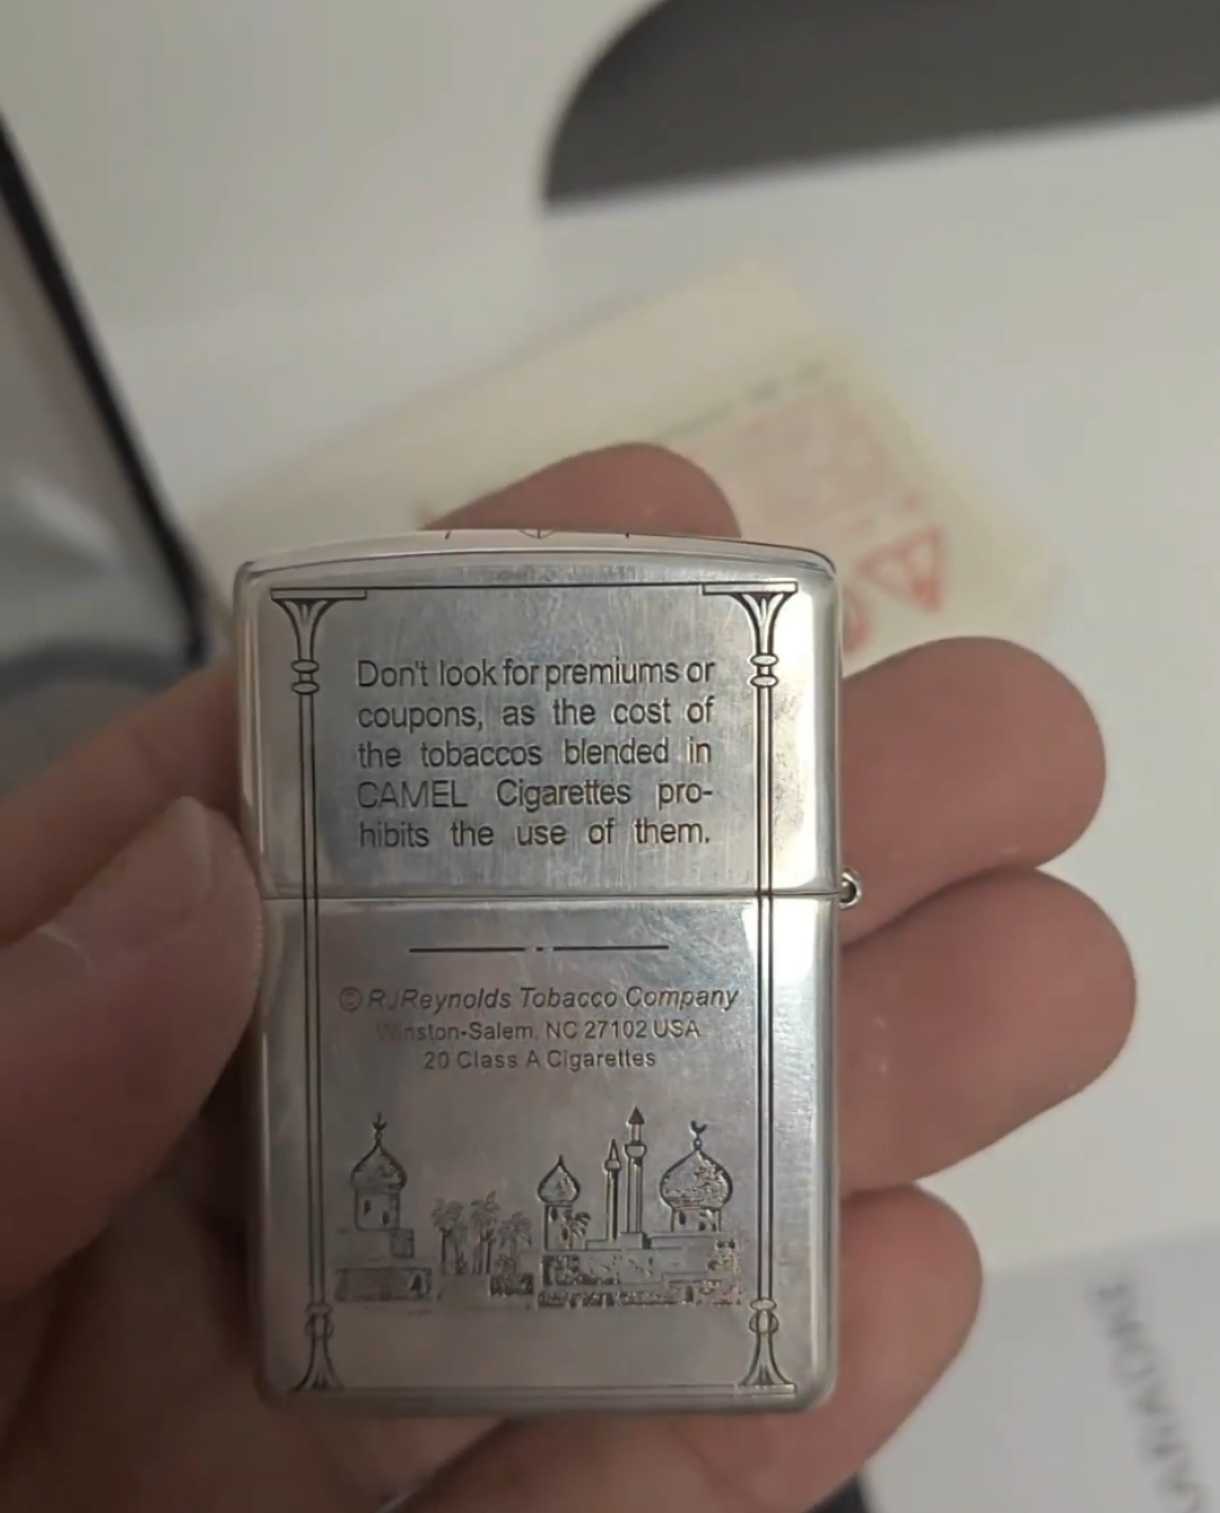 Don't look for premiums or
coupons, as the cost of
the tobaccos blended in
CAMEL Cigarettes pro-
hibits the use of them.
© RJReynolds Tobacco Company
Winston-Salem, NC 27102 USA
20 Class A Cigarettes